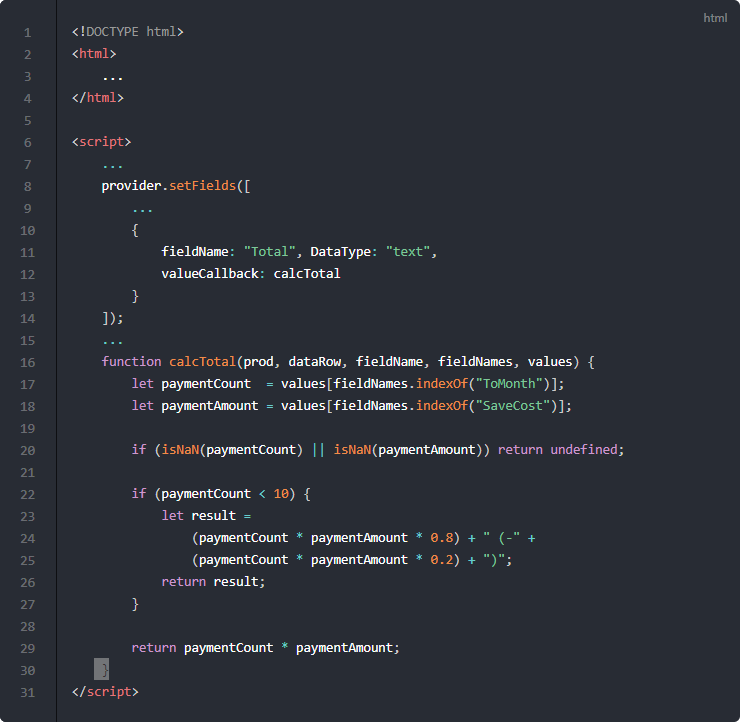 html
1 <!DOCTYPE html>
2 <html>
3     ...
4 </html>
5
6 <script>
7     ...
8     provider.setFields([
9         ...
10         {
11             fieldName: "Total", DataType: "text",
12             valueCallback: calcTotal
13         }
14     ]);
15     ...
16     function calcTotal(prod, dataRow, fieldName, fieldNames, values) {
17         let paymentCount  = values[fieldNames.indexOf("ToMonth")];
18         let paymentAmount = values[fieldNames.indexOf("SaveCost")];
19
20         if (isNaN(paymentCount) || isNaN(paymentAmount)) return undefined;
21
22         if (paymentCount < 10) {
23             let result =
24                 (paymentCount * paymentAmount * 0.8) + " (-" +
25                 (paymentCount * paymentAmount * 0.2) + ")";
26             return result;
27         }
28
29         return paymentCount * paymentAmount;
30     }
31 </script>